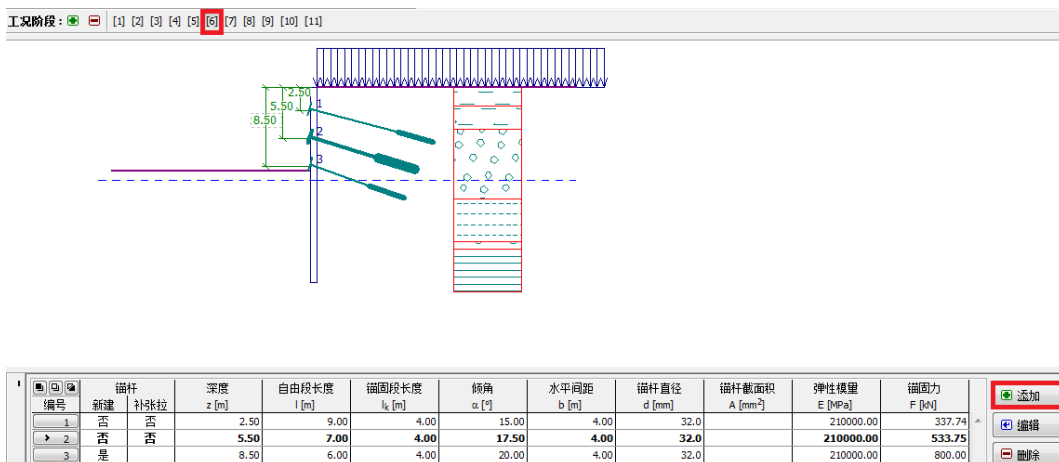 工况阶段: [1] [2] [3] [4] [5] [6] [7] [8] [9] [10] [11]
2.50
5.50 1
8.50
2
3
编号 锚杆 深度 自由段长度 锚固段长度 倾角 水平间距 锚杆直径 锚杆截面积 弹性模量 锚固力
新建 补张拉 z [m] l [m] lk [m] α [°] b [m] d [mm] A [mm²] E [MPa] F [kN]
1 否 否 2.50 9.00 4.00 15.00 4.00 32.0 210000.00 337.74
2 否 否 5.50 7.00 4.00 17.50 4.00 32.0 210000.00 533.75
3 是 8.50 6.00 4.00 20.00 4.00 32.0 210000.00 800.00
添加
编辑
删除